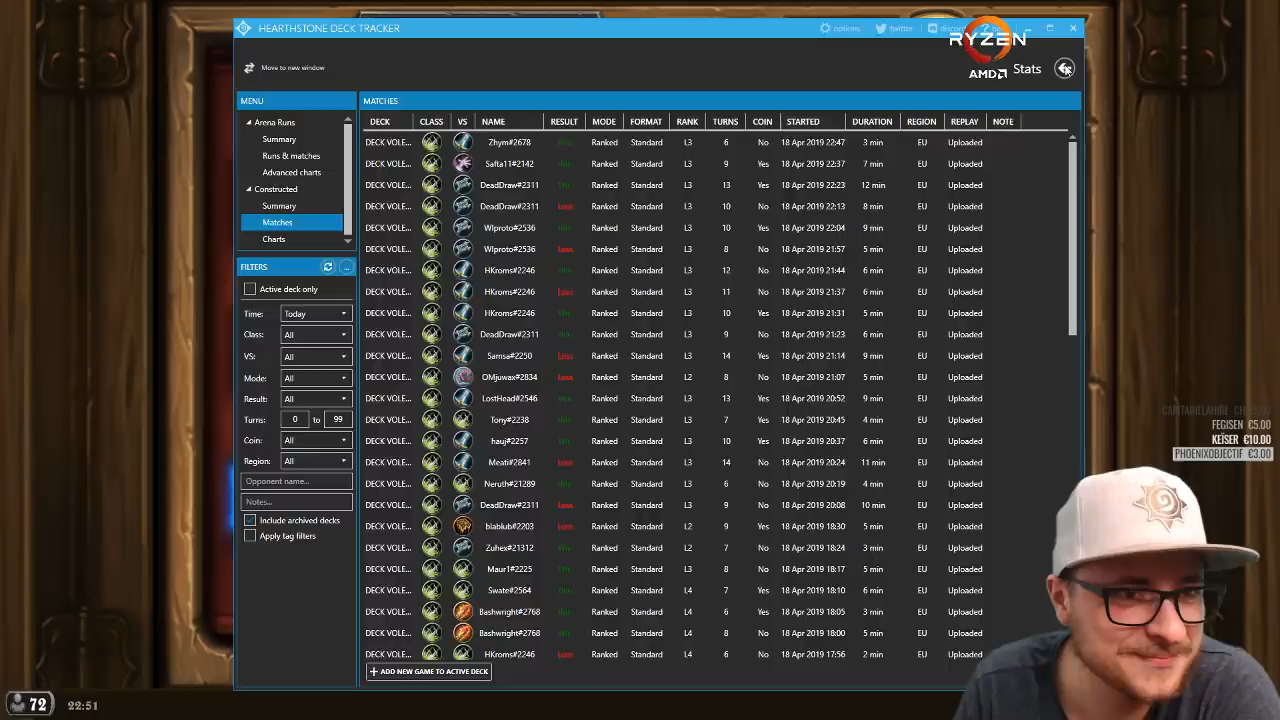 HEARTHSTONE DECK TRACKER
options twitter discord
RYZEN
AMD
Move to new window
Stats
MENU
Arena Runs
Summary
Runs & matches
Advanced charts
Constructed
Summary
Matches
Charts
FILTERS
Active deck only
Time: Today
Class: All
VS: All
Mode: All
Result: All
Turns: 0 to 99
Coin: All
Region: All
Opponent name...
Notes...
Include archived decks
Apply tag filters
MATCHES
DECK CLASS VS NAME RESULT MODE FORMAT RANK TURNS COIN STARTED DURATION REGION REPLAY NOTE
DECK VOLE... Zhym#2678 Win Ranked Standard L3 6 No 18 Apr 2019 22:47 3 min EU Uploaded
DECK VOLE... Safta11#2142 Win Ranked Standard L3 9 Yes 18 Apr 2019 22:37 7 min EU Uploaded
DECK VOLE... DeadDraw#2311 Win Ranked Standard L3 13 Yes 18 Apr 2019 22:23 12 min EU Uploaded
DECK VOLE... DeadDraw#2311 Loss Ranked Standard L3 10 No 18 Apr 2019 22:13 8 min EU Uploaded
DECK VOLE... Wlproto#2536 Win Ranked Standard L3 10 Yes 18 Apr 2019 22:04 9 min EU Uploaded
DECK VOLE... Wlproto#2536 Loss Ranked Standard L3 8 No 18 Apr 2019 21:57 5 min EU Uploaded
DECK VOLE... HKroms#2246 Win Ranked Standard L3 12 Yes 18 Apr 2019 21:44 6 min EU Uploaded
DECK VOLE... HKroms#2246 Loss Ranked Standard L3 11 No 18 Apr 2019 21:37 6 min EU Uploaded
DECK VOLE... HKroms#2246 Win Ranked Standard L3 10 Yes 18 Apr 2019 21:31 5 min EU Uploaded
DECK VOLE... DeadDraw#2311 Win Ranked Standard L3 9 No 18 Apr 2019 21:23 6 min EU Uploaded
DECK VOLE... Samsa#2250 Loss Ranked Standard L3 14 Yes 18 Apr 2019 21:14 9 min EU Uploaded
DECK VOLE... OMjuwax#2834 Loss Ranked Standard L2 8 No 18 Apr 2019 21:07 5 min EU Uploaded
DECK VOLE... LostHead#2546 Win Ranked Standard L3 13 Yes 18 Apr 2019 20:52 9 min EU Uploaded
DECK VOLE... Tony#2238 Win Ranked Standard L3 7 Yes 18 Apr 2019 20:45 4 min EU Uploaded
DECK VOLE... hauj#2257 Win Ranked Standard L3 10 Yes 18 Apr 2019 20:37 6 min EU Uploaded
DECK VOLE... Meati#2841 Loss Ranked Standard L3 14 No 18 Apr 2019 20:24 11 min EU Uploaded
DECK VOLE... Neruth#21289 Win Ranked Standard L3 6 No 18 Apr 2019 20:19 4 min EU Uploaded
DECK VOLE... DeadDraw#2311 Loss Ranked Standard L3 9 No 18 Apr 2019 20:08 10 min EU Uploaded
DECK VOLE... blablub#2203 Loss Ranked Standard L2 9 Yes 18 Apr 2019 18:30 5 min EU Uploaded
DECK VOLE... Zuhex#21312 Win Ranked Standard L2 7 No 18 Apr 2019 18:24 3 min EU Uploaded
DECK VOLE... Maur1#2225 Win Ranked Standard L3 8 No 18 Apr 2019 18:17 5 min EU Uploaded
DECK VOLE... Swate#2564 Win Ranked Standard L4 7 Yes 18 Apr 2019 18:10 6 min EU Uploaded
DECK VOLE... Bashwright#2768 Win Ranked Standard L4 6 Yes 18 Apr 2019 18:05 3 min EU Uploaded
DECK VOLE... Bashwright#2768 Win Ranked Standard L4 8 No 18 Apr 2019 18:00 5 min EU Uploaded
DECK VOLE... HKroms#2246 Loss Ranked Standard L4 6 No 18 Apr 2019 17:56 2 min EU Uploaded
ADD NEW GAME TO ACTIVE DECK
FEGISEN €5.00
KEÏSER €10.00
PHOENIXOBJECTIF €3.00
72 22:51